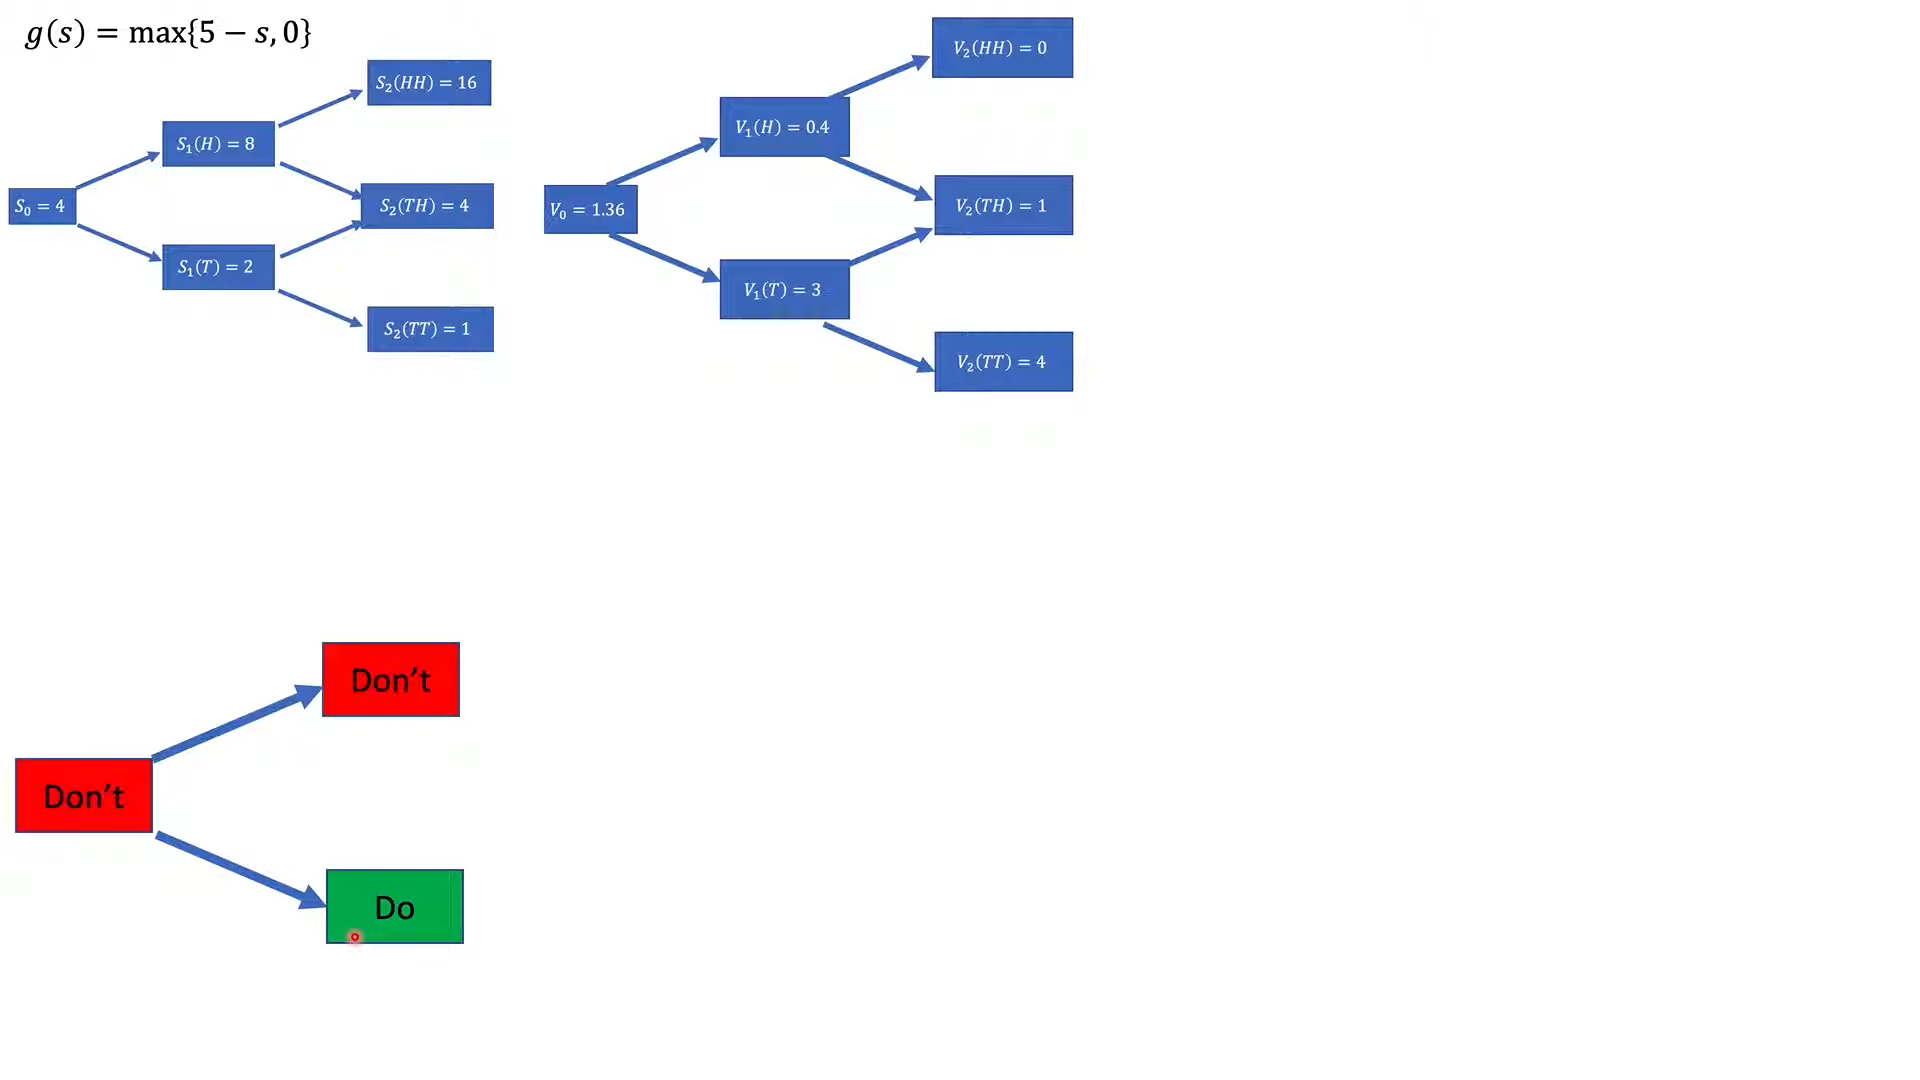 g(s) = max{5 − s, 0}
S₂(HH) = 16
S₁(H) = 8
S₀ = 4
S₂(TH) = 4
S₁(T) = 2
S₂(TT) = 1
V₂(HH) = 0
V₁(H) = 0.4
V₀ = 1.36
V₂(TH) = 1
V₁(T) = 3
V₂(TT) = 4
Don’t
Don’t
Do